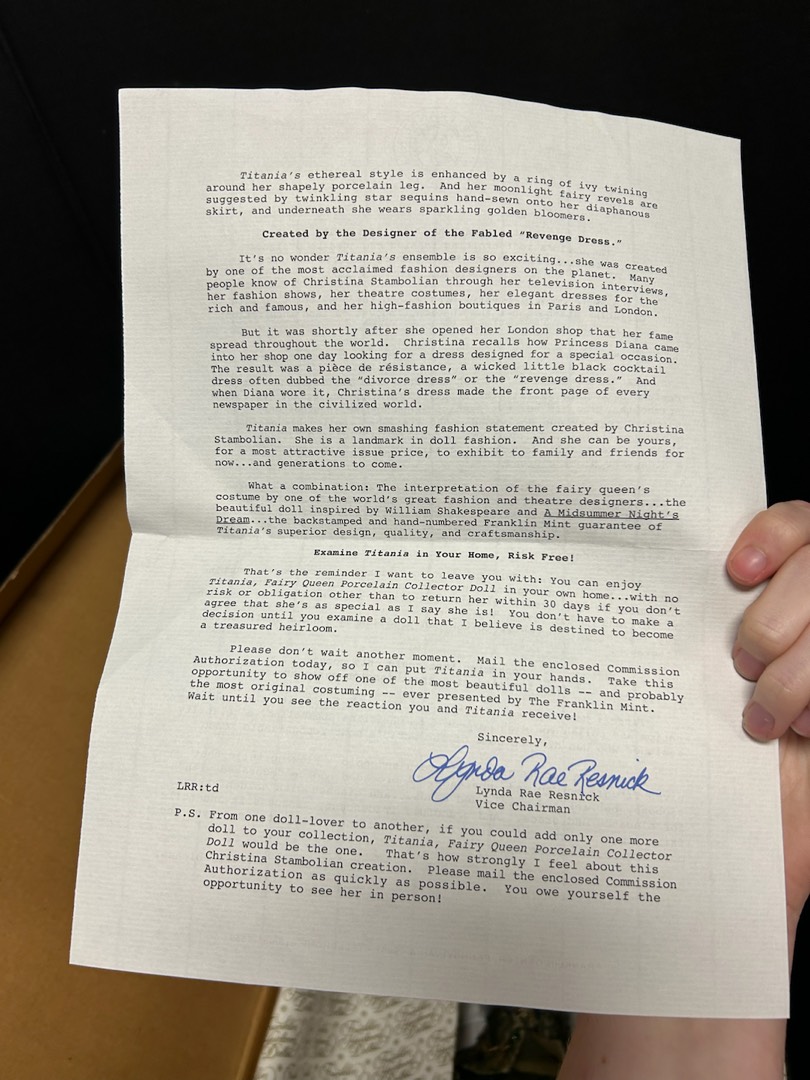 Titania's ethereal style is enhanced by a ring of ivy twining
around her shapely porcelain leg. And her moonlight fairy revels are
suggested by twinkling star sequins hand-sewn onto her diaphanous
skirt, and underneath she wears sparkling golden bloomers.
Created by the Designer of the Fabled "Revenge Dress."
It's no wonder Titania's ensemble is so exciting...she was created
by one of the most acclaimed fashion designers on the planet. Many
people know of Christina Stambolian through her television interviews,
her fashion shows, her theatre costumes, her elegant dresses for the
rich and famous, and her high-fashion boutiques in Paris and London.
But it was shortly after she opened her London shop that her fame
spread throughout the world. Christina recalls how Princess Diana came
into her shop one day looking for a dress designed for a special occasion.
The result was a pièce de résistance, a wicked little black cocktail
dress often dubbed the "divorce dress" or the "revenge dress." And
when Diana wore it, Christina's dress made the front page of every
newspaper in the civilized world.
Titania makes her own smashing fashion statement created by Christina
Stambolian. She is a landmark in doll fashion. And she can be yours,
for a most attractive issue price, to exhibit to family and friends for
now...and generations to come.
What a combination: The interpretation of the fairy queen's
costume by one of the world's great fashion and theatre designers...the
beautiful doll inspired by William Shakespeare and A Midsummer Night's
Dream...the backstamped and hand-numbered Franklin Mint guarantee of
Titania's superior design, quality, and craftsmanship.
Examine Titania in Your Home, Risk Free!
That's the reminder I want to leave you with: You can enjoy
Titania, Fairy Queen Porcelain Collector Doll in your own home...with no
risk or obligation other than to return her within 30 days if you don't
agree that she's as special as I say she is! You don't have to make a
decision until you examine a doll that I believe is destined to become
a treasured heirloom.
Please don't wait another moment. Mail the enclosed Commission
Authorization today, so I can put Titania in your hands. Take this
opportunity to show off one of the most beautiful dolls -- and probably
the most original costuming -- ever presented by The Franklin Mint.
Wait until you see the reaction you and Titania receive!
Sincerely,
Lynda Rae Resnick
LRR:td
Lynda Rae Resnick
Vice Chairman
P.S. From one doll-lover to another, if you could add only one more
doll to your collection, Titania, Fairy Queen Porcelain Collector
Doll would be the one. That's how strongly I feel about this
Christina Stambolian creation. Please mail the enclosed Commission
Authorization as quickly as possible. You owe yourself the
opportunity to see her in person!